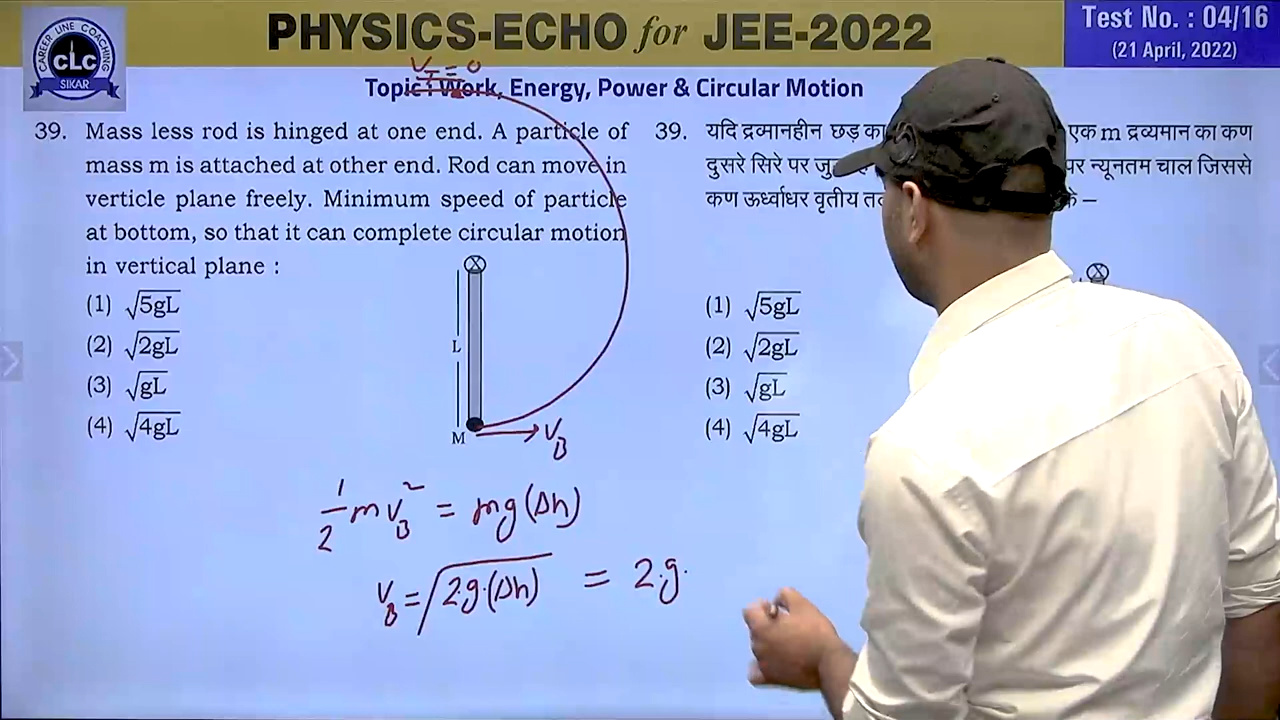 PHYSICS-ECHO for JEE-2022
Test No. : 04/16
(21 April, 2022)
CAREER LINE COACHING
CLC
SIKAR
V_T = 0
Topic : Work, Energy, Power & Circular Motion
39. Mass less rod is hinged at one end. A particle of
mass m is attached at other end. Rod can move in
verticle plane freely. Minimum speed of particle
at bottom, so that it can complete circular motion
in vertical plane :
(1) √5gL
(2) √2gL
(3) √gL
(4) √4gL
L
M
V_B
39. यदि द्रव्मानहीन छड़ का एक m द्रव्यमान का कण
दुसरे सिरे पर पर न्यूनतम चाल जिससे
कण ऊर्ध्वाधर वृतीय
(1) √5gL
(2) √2gL
(3) √gL
(4) √4gL
1/2 m v_B² = mg(Δh)
v_B = √2.g.(Δh) = 2.g.